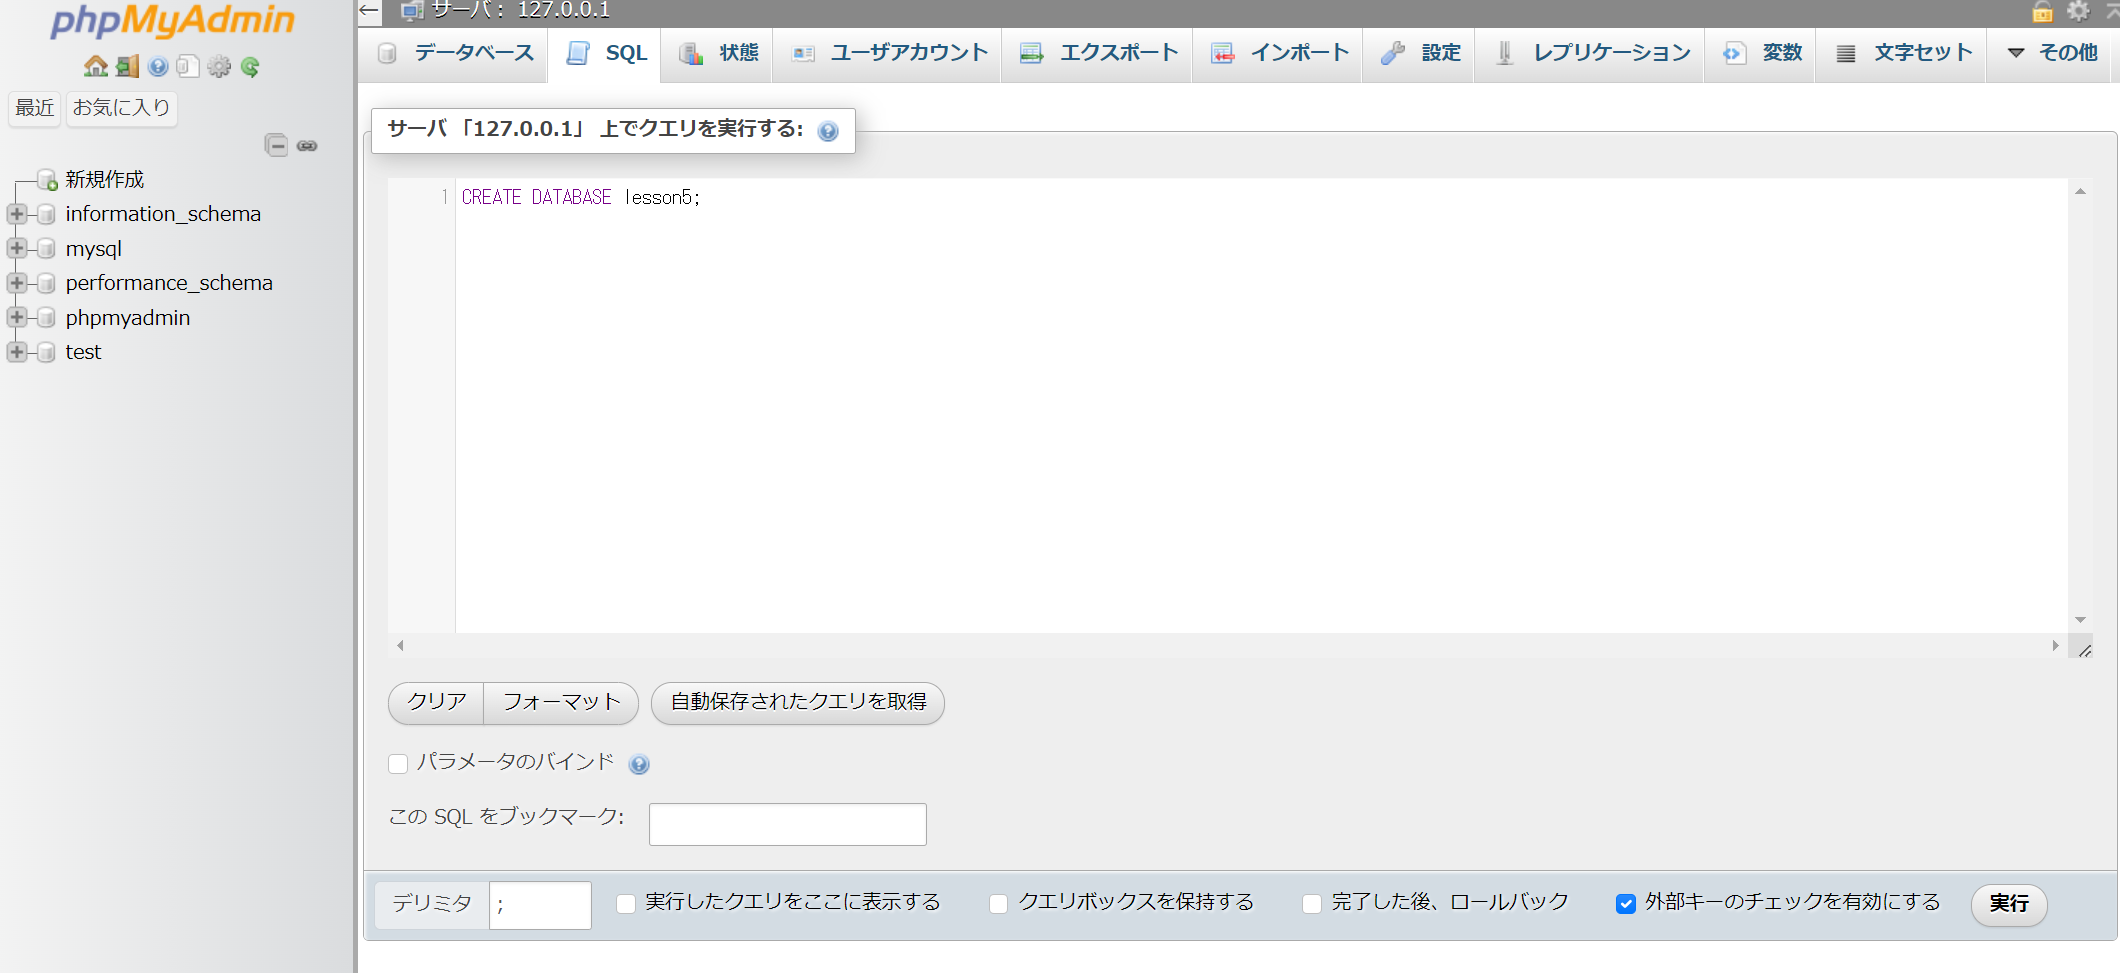 phpMyAdmin
最近 お気に入り
新規作成
information_schema
mysql
performance_schema
phpmyadmin
test
サーバ : 127.0.0.1
データベース SQL 状態 ユーザアカウント エクスポート インポート 設定 レプリケーション 変数 文字セット その他
サーバ 「127.0.0.1」 上でクエリを実行する:
1 CREATE DATABASE lesson5;
クリア フォーマット 自動保存されたクエリを取得
パラメータのバインド
この SQL をブックマーク:
デリミタ ; 実行したクエリをここに表示する クエリボックスを保持する 完了した後、ロールバック 外部キーのチェックを有効にする 実行